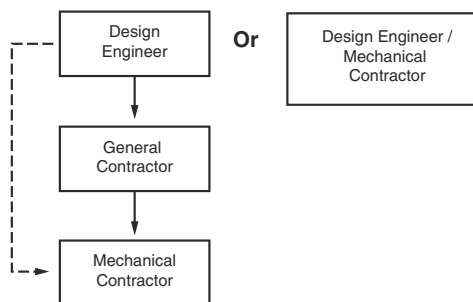 Design
Engineer
Or
Design Engineer /
Mechanical
Contractor
General
Contractor
Mechanical
Contractor